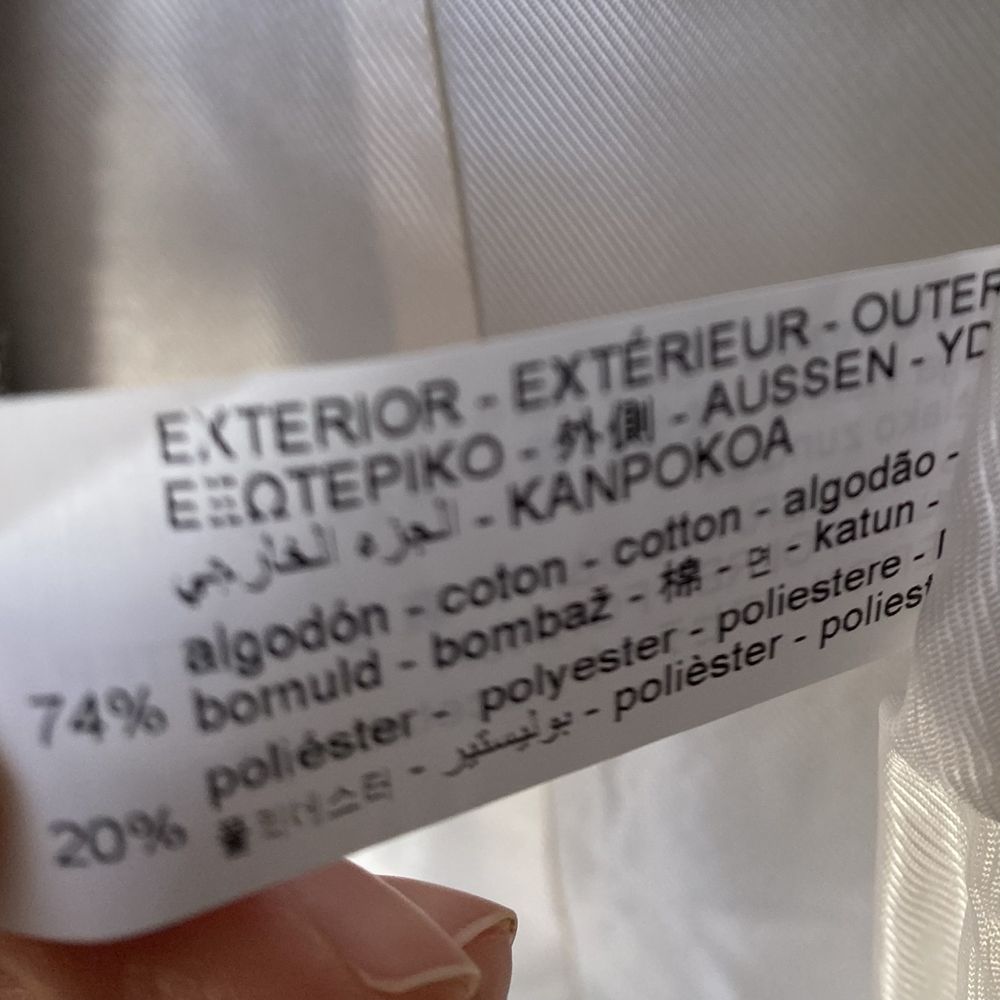 EXTERIOR - EXTÉRIEUR - OUTER
ΕΞΩΤΕΡΙΚΟ - 外側 - AUSSEN - YD
الجزء الخارجي - KANPOKOA
algodón - coton - cotton - algodão -
74% bomuld - bombaž - 棉 - 면 - katun -
poliéster - polyester - poliestere -
20% 폴리에스터 - بوليستير - polièster - poliest